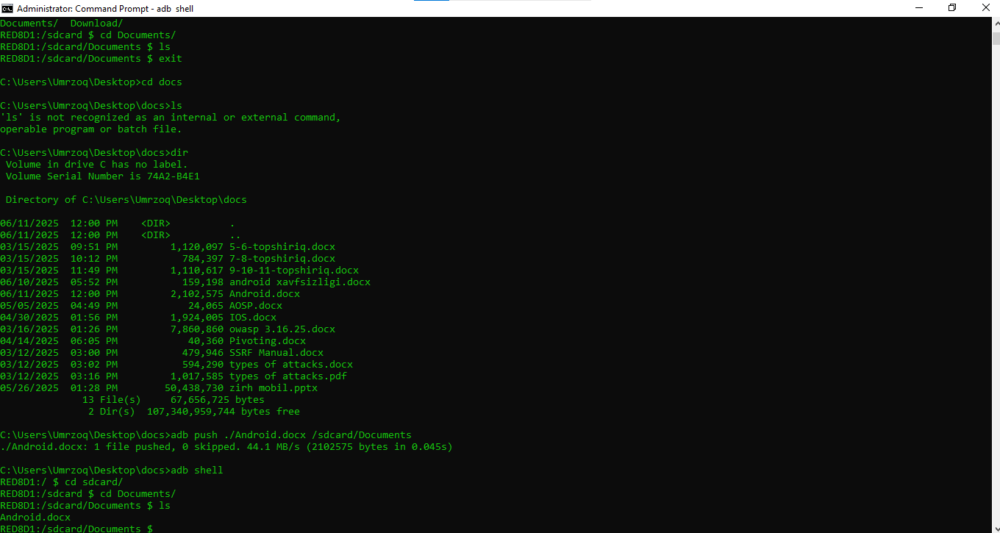 Administrator: Command Prompt - adb  shell
Documents/  Download/
RED8D1:/sdcard $ cd Documents/
RED8D1:/sdcard/Documents $ ls
RED8D1:/sdcard/Documents $ exit
C:\Users\Umrzoq\Desktop>cd docs
C:\Users\Umrzoq\Desktop\docs>ls
'ls' is not recognized as an internal or external command,
operable program or batch file.
C:\Users\Umrzoq\Desktop\docs>dir
 Volume in drive C has no label.
 Volume Serial Number is 74A2-B4E1
 Directory of C:\Users\Umrzoq\Desktop\docs
06/11/2025  12:00 PM    <DIR>          .
06/11/2025  12:00 PM    <DIR>          ..
03/15/2025  09:51 PM         1,120,097 5-6-topshiriq.docx
03/15/2025  10:12 PM           784,397 7-8-topshiriq.docx
03/15/2025  11:49 PM         1,110,617 9-10-11-topshiriq.docx
06/10/2025  05:52 PM           159,198 android xavfsizligi.docx
06/11/2025  12:00 PM         2,102,575 Android.docx
05/05/2025  04:49 PM            24,065 AOSP.docx
04/30/2025  01:56 PM         1,924,005 IOS.docx
03/16/2025  01:26 PM         7,860,860 owasp 3.16.25.docx
04/14/2025  06:05 PM            40,360 Pivoting.docx
03/12/2025  03:00 PM           479,946 SSRF Manual.docx
03/12/2025  03:02 PM           594,290 types of attacks.docx
03/12/2025  03:16 PM         1,017,585 types of attacks.pdf
05/26/2025  01:28 PM        50,438,730 zirh mobil.pptx
              13 File(s)     67,656,725 bytes
               2 Dir(s)  107,340,959,744 bytes free
C:\Users\Umrzoq\Desktop\docs>adb push ./Android.docx /sdcard/Documents
./Android.docx: 1 file pushed, 0 skipped. 44.1 MB/s (2102575 bytes in 0.045s)
C:\Users\Umrzoq\Desktop\docs>adb shell
RED8D1:/ $ cd sdcard/
RED8D1:/sdcard $ cd Documents/
RED8D1:/sdcard/Documents $ ls
Android.docx
RED8D1:/sdcard/Documents $